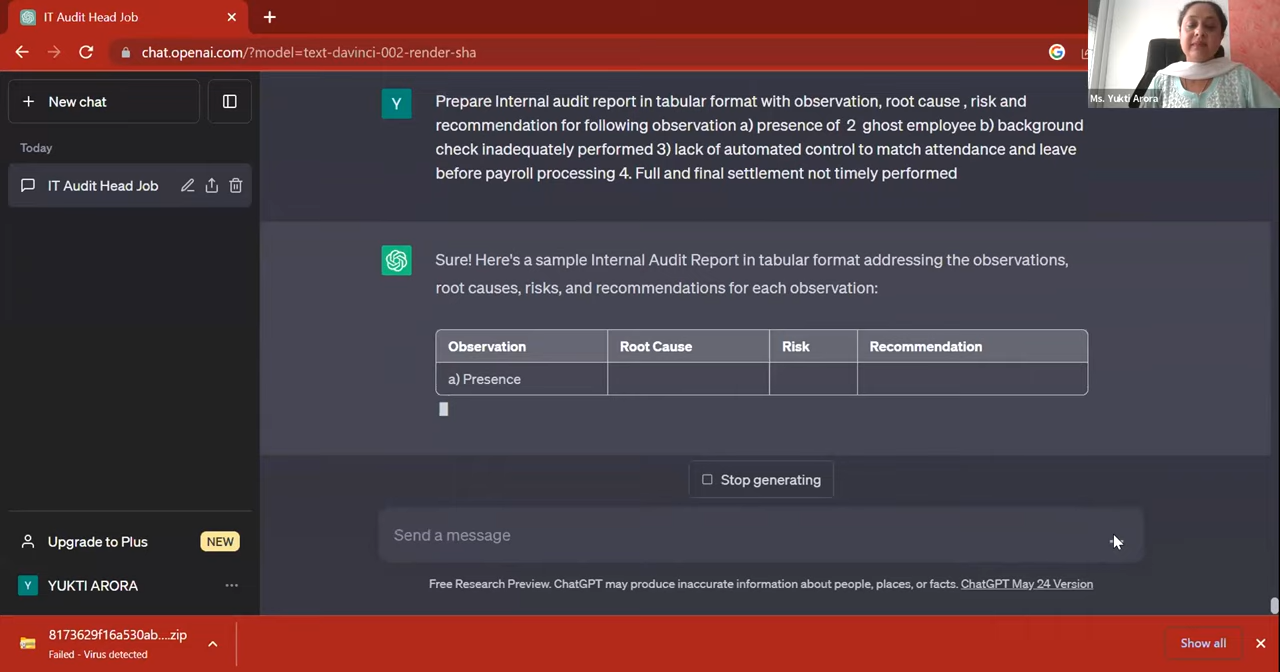 IT Audit Head Job
chat.openai.com/?model=text-davinci-002-render-sha
G
Ms. Yukti Arora
New chat
Today
IT Audit Head Job
Y
Prepare Internal audit report in tabular format with observation, root cause , risk and
recommendation for following observation a) presence of 2 ghost employee b) background
check inadequately performed 3) lack of automated control to match attendance and leave
before payroll processing 4. Full and final settlement not timely performed
Sure! Here's a sample Internal Audit Report in tabular format addressing the observations,
root causes, risks, and recommendations for each observation:
Observation Root Cause Risk Recommendation
a) Presence
Stop generating
Send a message
Free Research Preview. ChatGPT may produce inaccurate information about people, places, or facts. ChatGPT May 24 Version
Upgrade to Plus NEW
Y YUKTI ARORA
8173629f16a530ab....zip
Failed - Virus detected
Show all